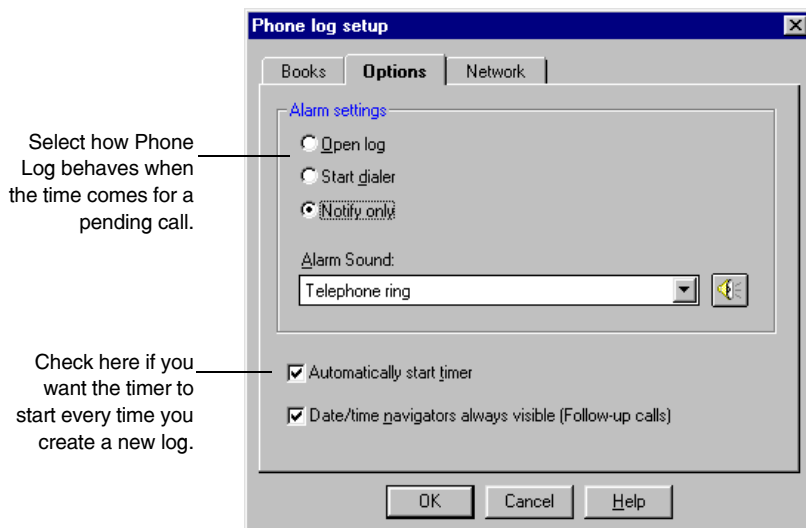 Phone log setup
Books
Options
Network
Alarm settings
Open log
Start dialer
Notify only
Alarm Sound:
Telephone ring
Automatically start timer
Date/time navigators always visible (Follow-up calls)
OK
Cancel
Help
Select how Phone
Log behaves when
the time comes for a
pending call.
Check here if you
want the timer to
start every time you
create a new log.